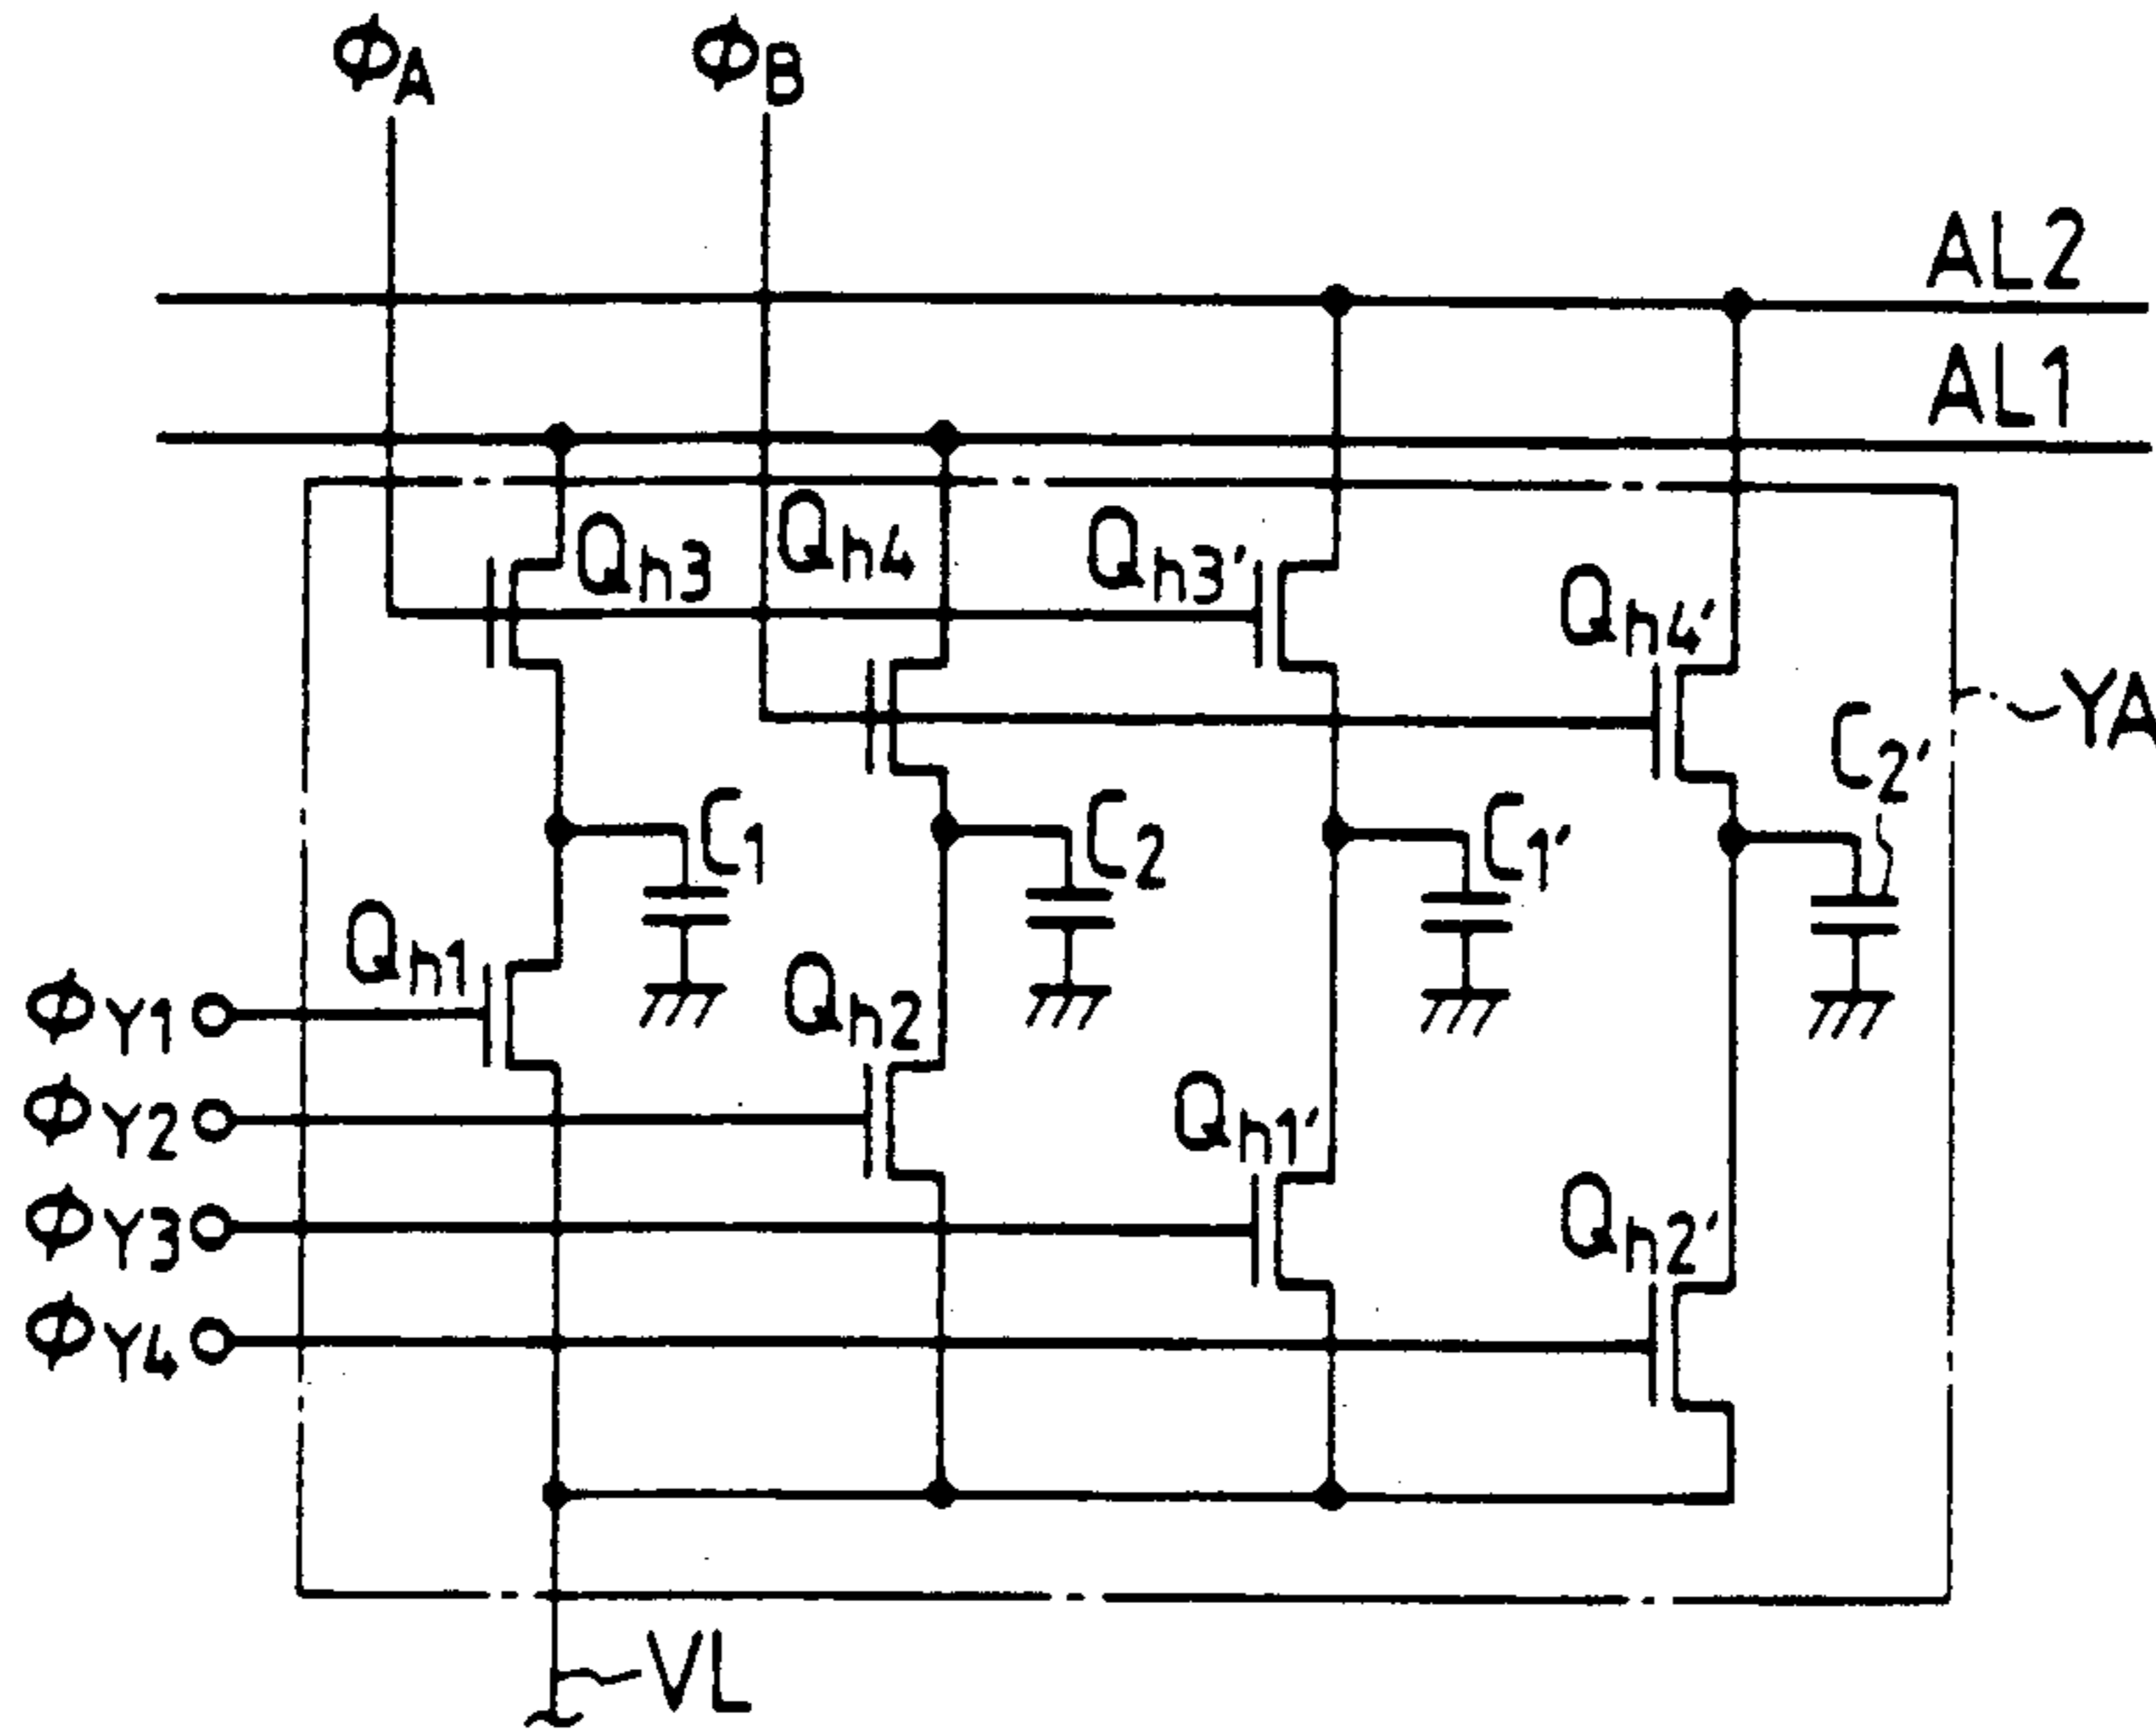 ΦA
ΦB
AL2
AL1
Qh3
Qh4
Qh3'
Qh4'
YA
C1
C2
C1'
C2'
Qh1
Qh2
ΦY1
ΦY2
Qh1'
ΦY3
Qh2'
ΦY4
VL